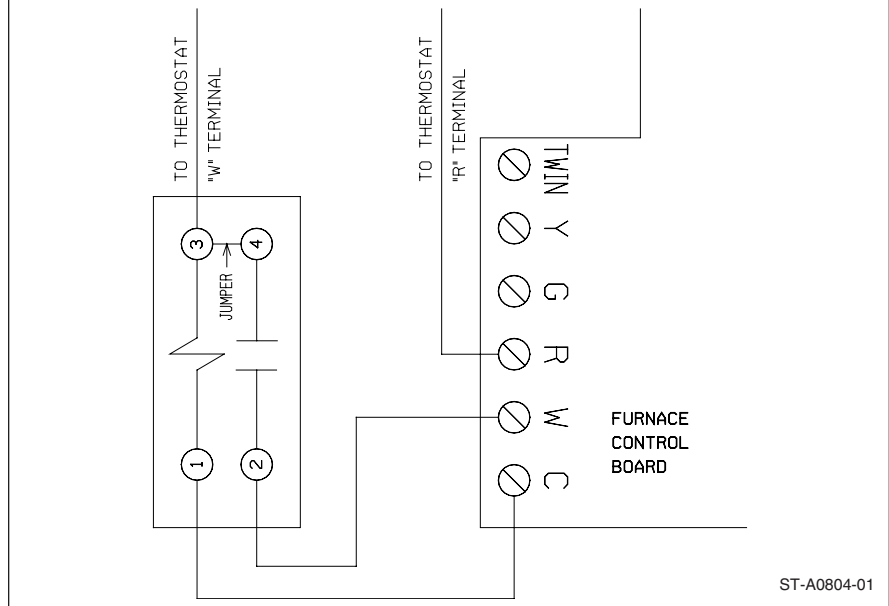 TO THERMOSTAT
"W" TERMINAL
TO THERMOSTAT
"R" TERMINAL
3
4
JUMPER
1
2
TWIN
Y
G
R
W
C
FURNACE
CONTROL
BOARD
ST-A0804-01